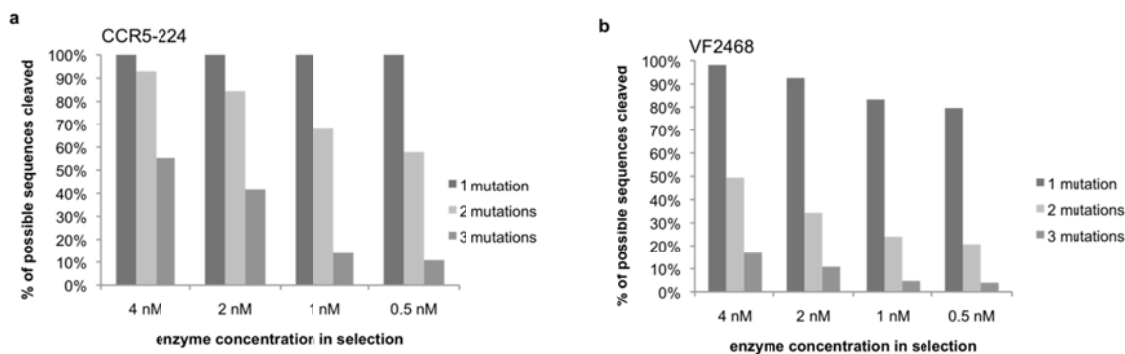 a
CCR5-224
% of possible sequences cleaved
100%
90%
80%
70%
60%
50%
40%
30%
20%
10%
0%
4 nM 2 nM 1 nM 0.5 nM
enzyme concentration in selection
1 mutation
2 mutations
3 mutations
b
VF2468
% of possible sequences cleaved
100%
90%
80%
70%
60%
50%
40%
30%
20%
10%
0%
4 nM 2 nM 1 nM 0.5 nM
enzyme concentration in selection
1 mutation
2 mutations
3 mutations